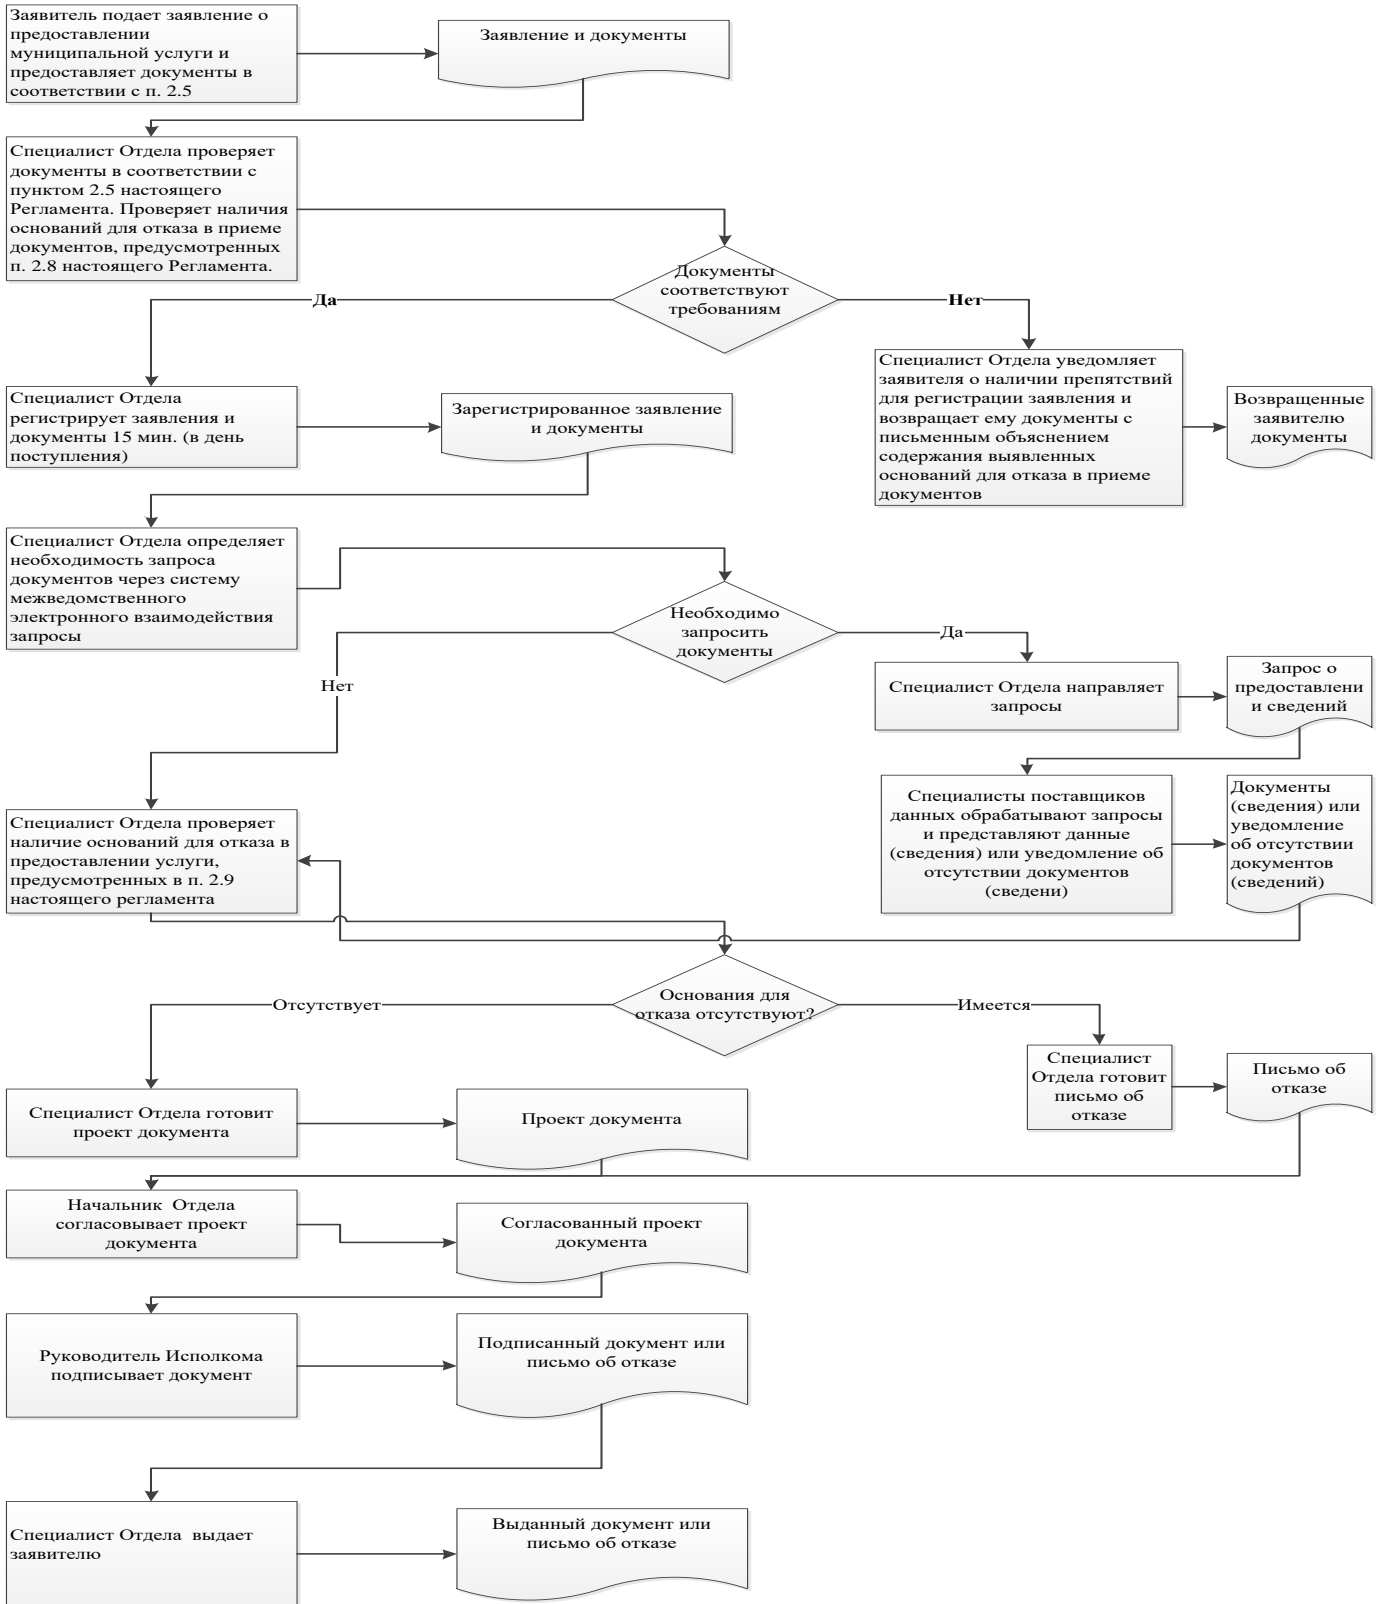 Заявитель подает заявление о
предоставлении
муниципальной услуги и
предоставляет документы в
соответствии с п. 2.5
Заявление и документы
Специалист Отдела проверяет
документы в соответствии с
пунктом 2.5 настоящего
Регламента. Проверяет наличия
оснований для отказа в приеме
документов, предусмотренных
п. 2.8 настоящего Регламента.
Документы
соответствуют
требованиям
Да
Нет
Специалист Отдела
регистрирует заявления и
документы 15 мин. (в день
поступления)
Зарегистрированное заявление
и документы
Специалист Отдела уведомляет
заявителя о наличии препятствий
для регистрации заявления и
возвращает ему документы с
письменным объяснением
содержания выявленных
оснований для отказа в приеме
документов
Возвращенные
заявителю
документы
Специалист Отдела определяет
необходимость запроса
документов через систему
межведомственного
электронного взаимодействия
запросы
Необходимо
запросить
документы
Да
Нет
Специалист Отдела направляет
запросы
Запрос о
предоставлени
и сведений
Специалисты поставщиков
данных обрабатывают запросы
и представляют данные
(сведения) или уведомление об
отсутствии документов
(сведени)
Документы
(сведения) или
уведомление
об отсутствии
документов
(сведений)
Специалист Отдела проверяет
наличие оснований для отказа в
предоставлении услуги,
предусмотренных в п. 2.9
настоящего регламента
Основания для
отказа отсутствуют?
Отсутствует
Имеется
Специалист
Отдела готовит
письмо об
отказе
Письмо об
отказе
Специалист Отдела готовит
проект документа
Проект документа
Начальник  Отдела
согласовывает проект
документа
Согласованный проект
документа
Руководитель Исполкома
подписывает документ
Подписанный документ или
письмо об отказе
Специалист Отдела  выдает
заявителю
Выданный документ или
письмо об отказе